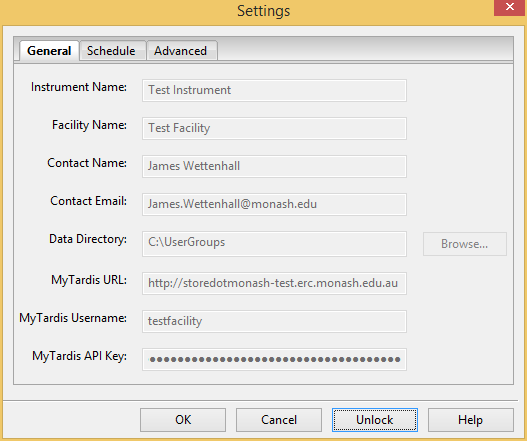 Settings
General Schedule Advanced
Instrument Name: Test Instrument
Facility Name: Test Facility
Contact Name: James Wettenhall
Contact Email: James.Wettenhall@monash.edu
Data Directory: C:\UserGroups Browse...
MyTardis URL: http://storedotmonash-test.erc.monash.edu.au
MyTardis Username: testfacility
MyTardis API Key: ●●●●●●●●●●●●●●●●●●●●●●●●●●●●●●●●●●●●
OK Cancel Unlock Help